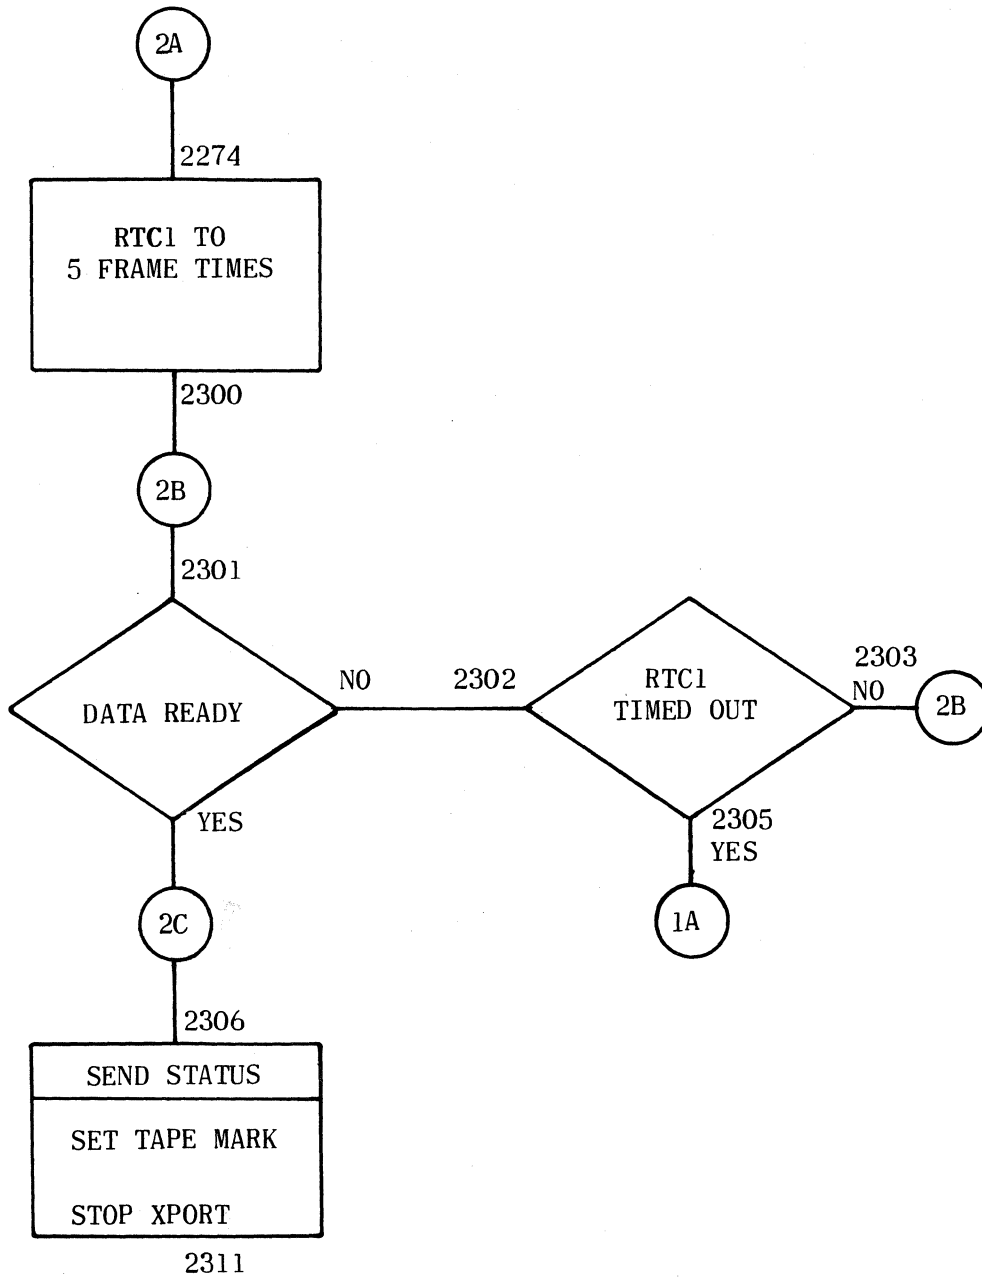 2A
2274
RTC1 TO
5 FRAME TIMES
2300
2B
2301
DATA READY
NO
2302
RTC1
TIMED OUT
2303
NO
2B
YES
2305
YES
2C
1A
2306
SEND STATUS
SET TAPE MARK
STOP XPORT
2311